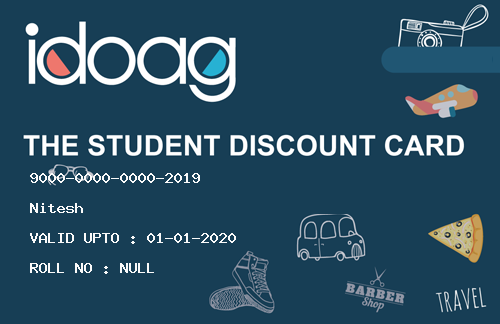 idoag
THE STUDENT DISCOUNT CARD
9000-0000-0000-2019
Nitesh
VALID UPTO : 01-01-2020
ROLL NO : NULL
BARBER
Shop
TRAVEL